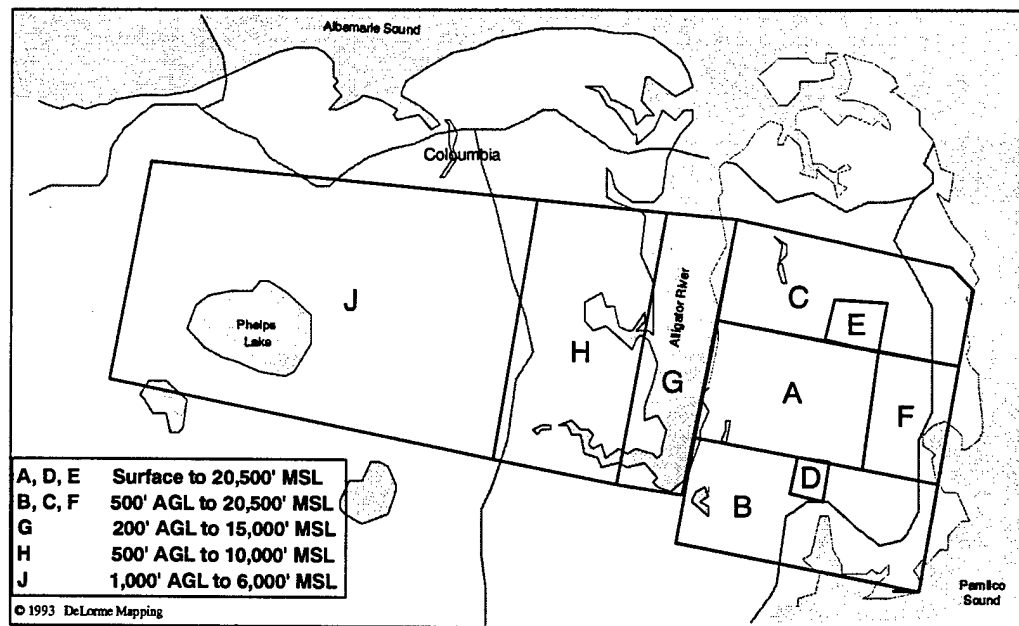 Albemarle Sound
Coloumbia
J
Phelps
Lake
H
Alligator River
G
C
E
A
F
D
B
A, D, E Surface to 20,500' MSL
B, C, F 500' AGL to 20,500' MSL
G 200' AGL to 15,000' MSL
H 500' AGL to 10,000' MSL
J 1,000' AGL to 6,000' MSL
© 1993 DeLorme Mapping
Pamlico
Sound